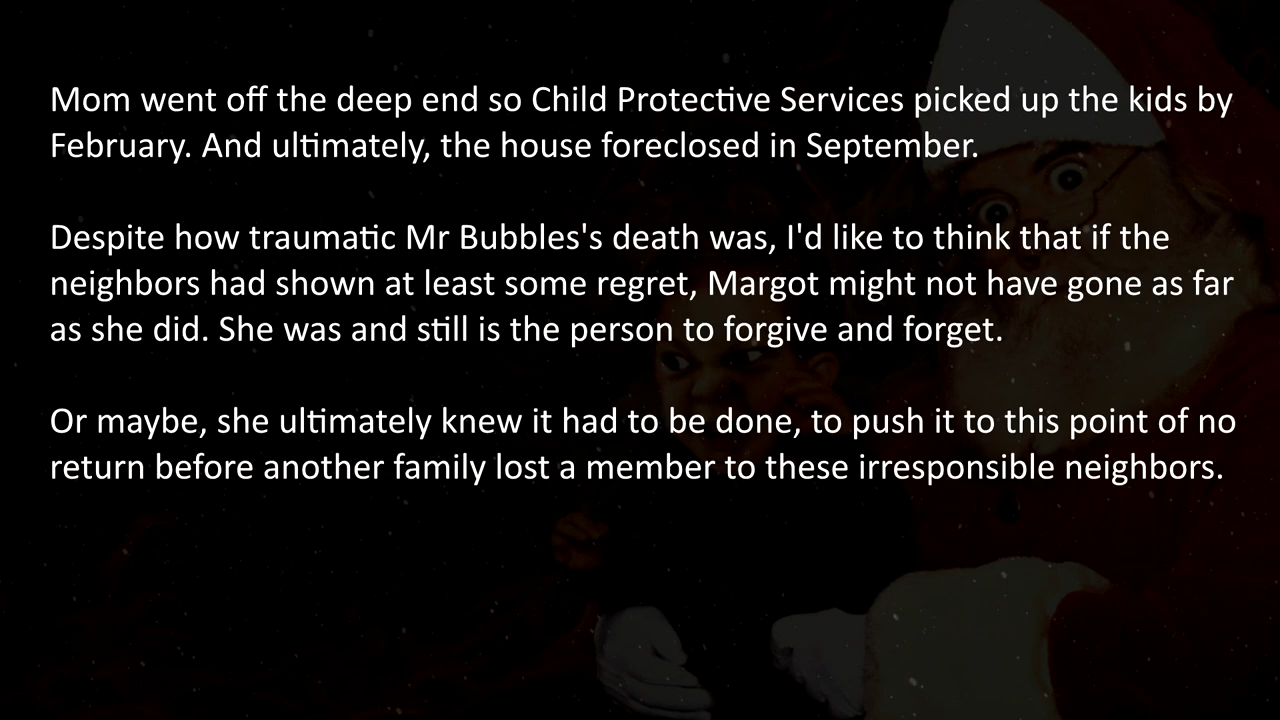 Mom went off the deep end so Child Protective Services picked up the kids by
February. And ultimately, the house foreclosed in September.
Despite how traumatic Mr Bubbles's death was, I'd like to think that if the
neighbors had shown at least some regret, Margot might not have gone as far
as she did. She was and still is the person to forgive and forget.
Or maybe, she ultimately knew it had to be done, to push it to this point of no
return before another family lost a member to these irresponsible neighbors.